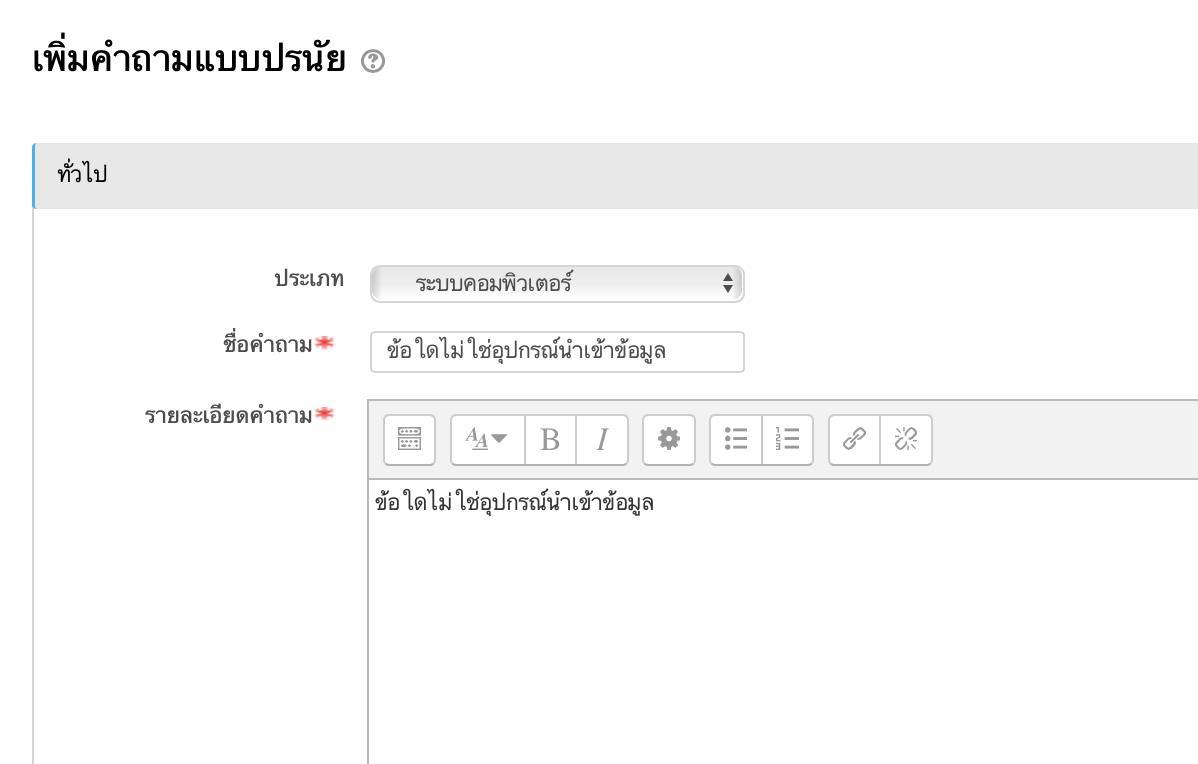 เพิ่มคำถามแบบปรนัย
ทั่วไป
ประเภท
ระบบคอมพิวเตอร์
ชื่อคำถาม
ข้อใดไม่ใช่อุปกรณ์นำเข้าข้อมูล
รายละเอียดคำถาม
ข้อใดไม่ใช่อุปกรณ์นำเข้าข้อมูล